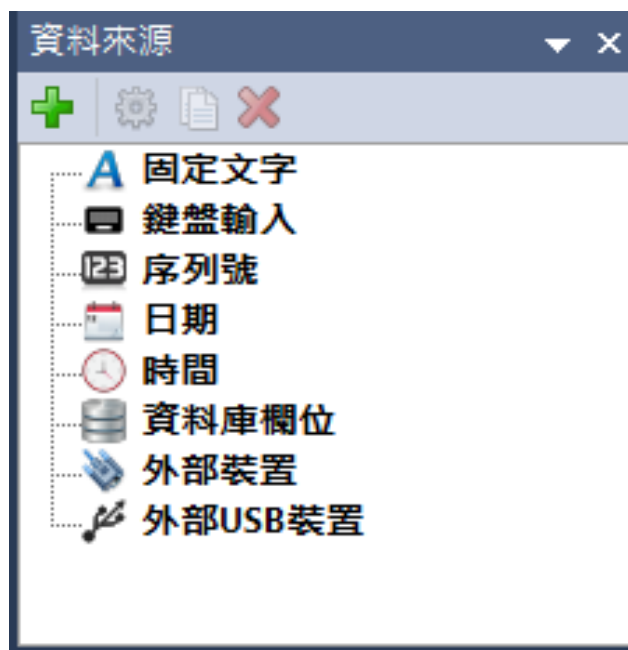 資料來源
固定文字
鍵盤輸入
123 序列號
日期
時間
資料庫欄位
外部裝置
外部USB裝置